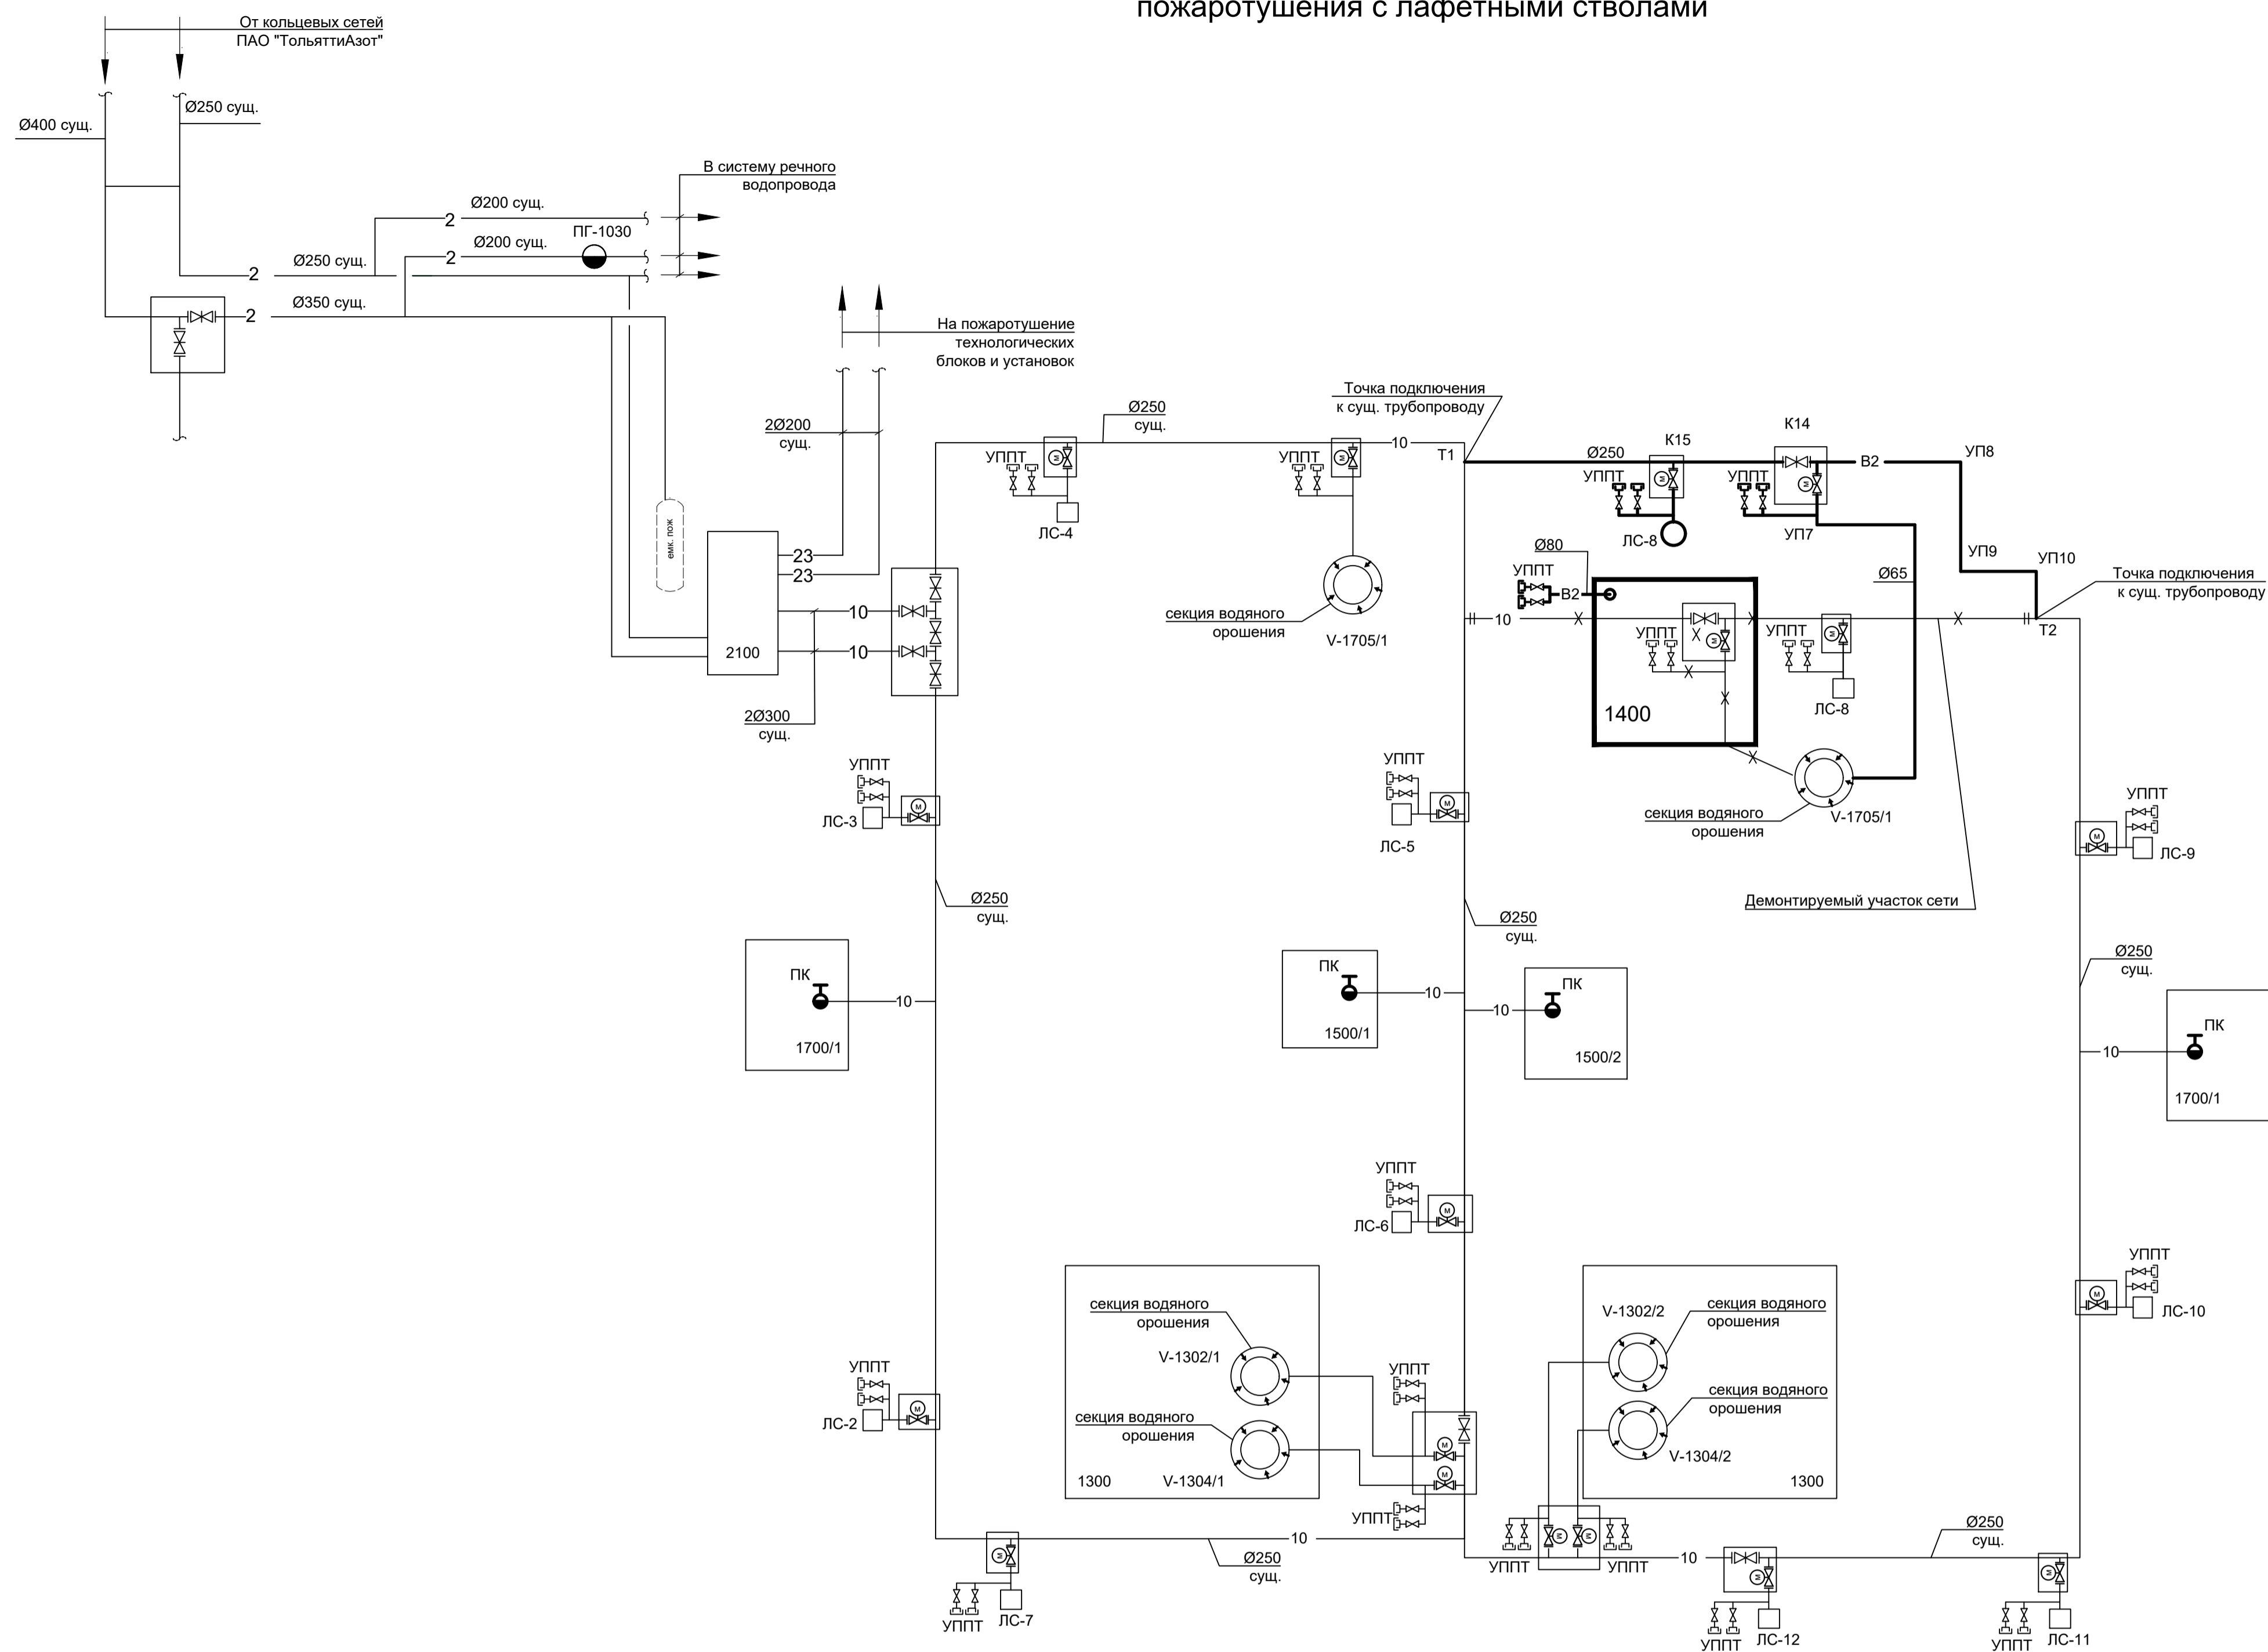 пожаротушения с лафетными стволами
От кольцевых сетей
ПАО "ТольяттиАзот"
Ø400 сущ.
Ø250 сущ.
В систему речного
водопровода
2
Ø200 сущ.
2
Ø200 сущ.
ПГ-1030
2
Ø250 сущ.
2
Ø350 сущ.
На пожаротушение
технологических
блоков и установок
2Ø200
сущ.
емк. пож
23
23
10
10
2100
2Ø300
сущ.
Ø250
сущ.
УППТ
М
ЛС-4
УППТ
М
10
секция водяного
орошения
V-1705/1
Точка подключения
к сущ. трубопроводу
Т1
Ø250
К15
К14
В2
УП8
УППТ
М
ЛС-8
УППТ
М
УП7
УП9
УП10
Точка подключения
к сущ. трубопроводу
Т2
Ø80
УППТ
В2
Ø65
10
УППТ
М
1400
УППТ
М
ЛС-8
секция водяного
орошения
V-1705/1
Демонтируемый участок сети
УППТ
М
ЛС-3
УППТ
М
ЛС-5
УППТ
М
ЛС-9
Ø250
сущ.
Ø250
сущ.
Ø250
сущ.
ПК
10
1700/1
ПК
10
1500/1
ПК
10
1500/2
ПК
10
1700/1
УППТ
М
ЛС-6
УППТ
М
ЛС-10
секция водяного
орошения
V-1302/1
секция водяного
орошения
1300
V-1304/1
УППТ
М
М
УППТ
V-1302/2
секция водяного
орошения
секция водяного
орошения
V-1304/2
1300
УППТ
М
ЛС-2
10
Ø250
сущ.
М
УППТ
ЛС-7
М
М
УППТ
УППТ
10
Ø250
сущ.
М
УППТ
ЛС-12
М
УППТ
ЛС-11